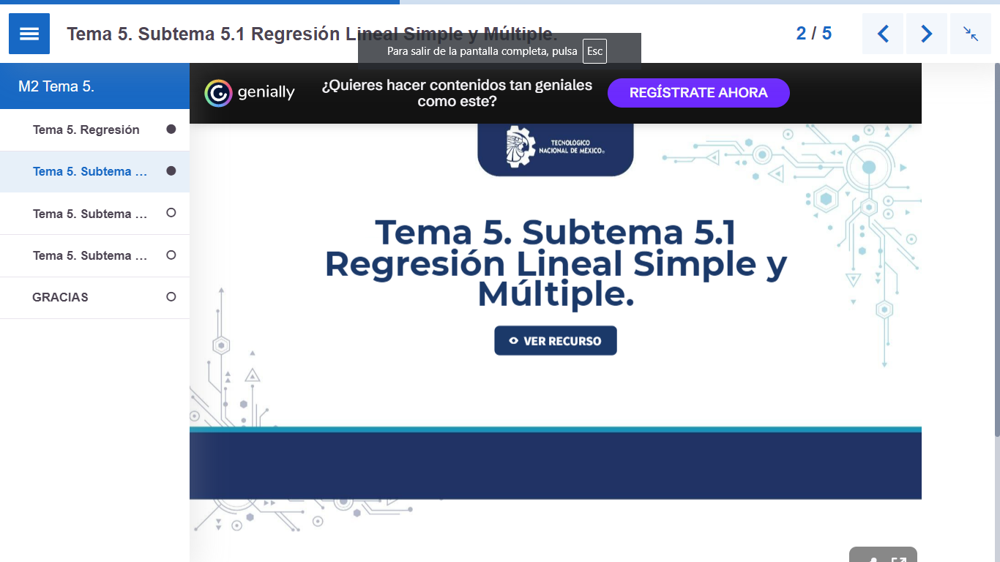 Tema 5. Subtema 5.1 Regresión Lineal Simple y Múltiple.
2 / 5
Para salir de la pantalla completa, pulsa Esc
M2 Tema 5.
Tema 5. Regresión
Tema 5. Subtema ...
Tema 5. Subtema ...
Tema 5. Subtema ...
GRACIAS
genially
¿Quieres hacer contenidos tan geniales
como este?
REGÍSTRATE AHORA
TECNOLÓGICO
NACIONAL DE MÉXICO®
Tema 5. Subtema 5.1
Regresión Lineal Simple y
Múltiple.
VER RECURSO